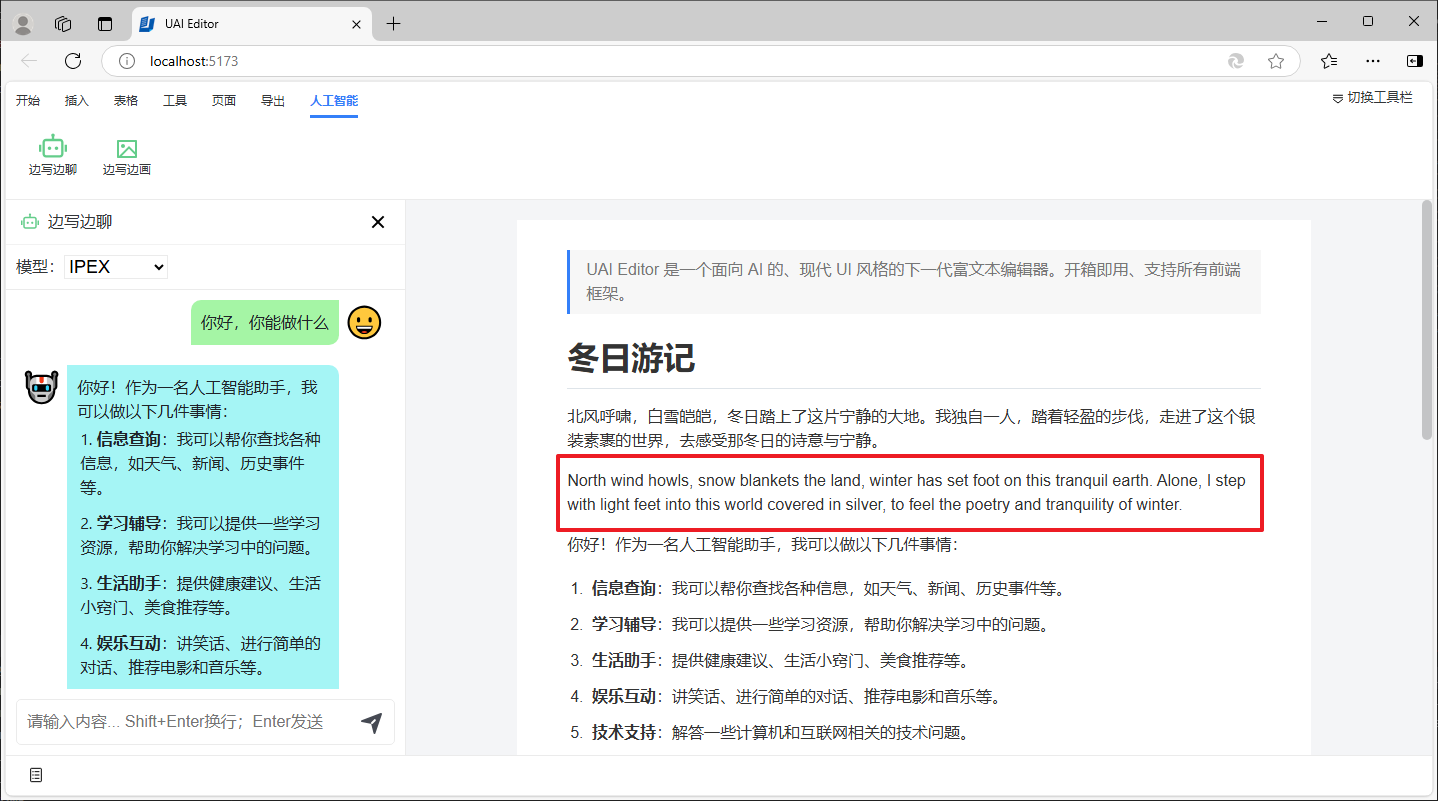 UAI Editor
localhost:5173
开始 插入 表格 工具 页面 导出 人工智能
切换工具栏
边写边聊 边写边画
边写边聊
模型： IPEX
你好，你能做什么
你好！作为一名人工智能助手，我
可以做以下几件事情：
1. 信息查询：我可以帮你查找各种
信息，如天气、新闻、历史事件
等。
2. 学习辅导：我可以提供一些学习
资源，帮助你解决学习中的问题。
3. 生活助手：提供健康建议、生活
小窍门、美食推荐等。
4. 娱乐互动：讲笑话、进行简单的
对话、推荐电影和音乐等。
请输入内容... Shift+Enter换行；Enter发送
UAI Editor 是一个面向 AI 的、现代 UI 风格的下一代富文本编辑器。开箱即用、支持所有前端
框架。
冬日游记
北风呼啸，白雪皑皑，冬日踏上了这片宁静的大地。我独自一人，踏着轻盈的步伐，走进了这个银
装素裹的世界，去感受那冬日的诗意与宁静。
North wind howls, snow blankets the land, winter has set foot on this tranquil earth. Alone, I step
with light feet into this world covered in silver, to feel the poetry and tranquility of winter.
你好！作为一名人工智能助手，我可以做以下几件事情：
1. 信息查询：我可以帮你查找各种信息，如天气、新闻、历史事件等。
2. 学习辅导：我可以提供一些学习资源，帮助你解决学习中的问题。
3. 生活助手：提供健康建议、生活小窍门、美食推荐等。
4. 娱乐互动：讲笑话、进行简单的对话、推荐电影和音乐等。
5. 技术支持：解答一些计算机和互联网相关的技术问题。